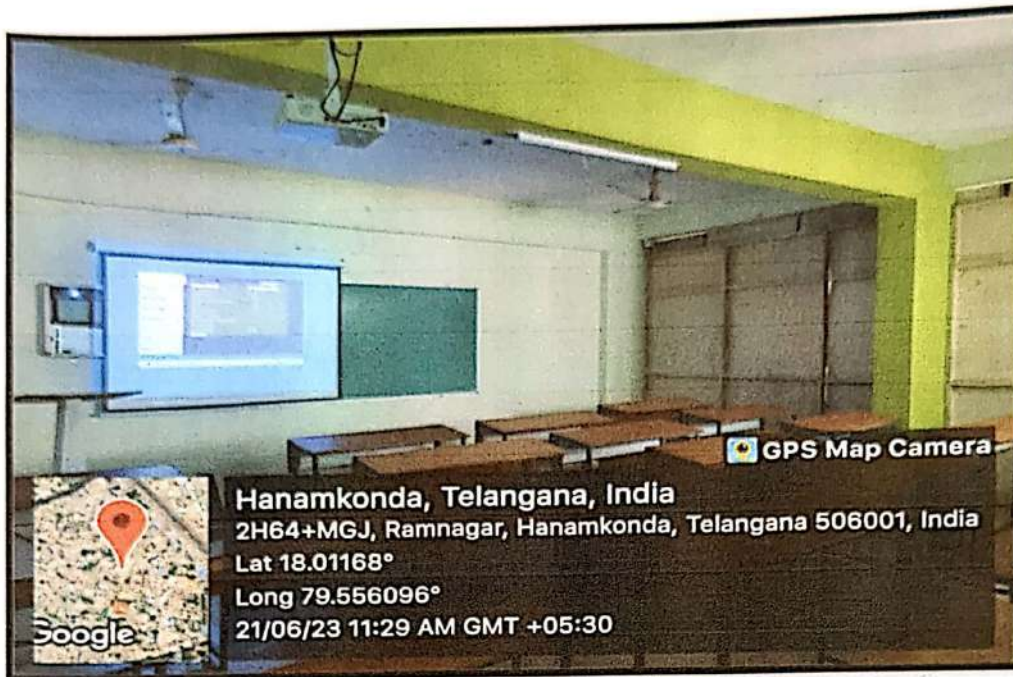 GPS Map Camera
Hanamkonda, Telangana, India
2H64+MGJ, Ramnagar, Hanamkonda, Telangana 506001, India
Lat 18.01168°
Long 79.556096°
21/06/23 11:29 AM GMT +05:30
Google